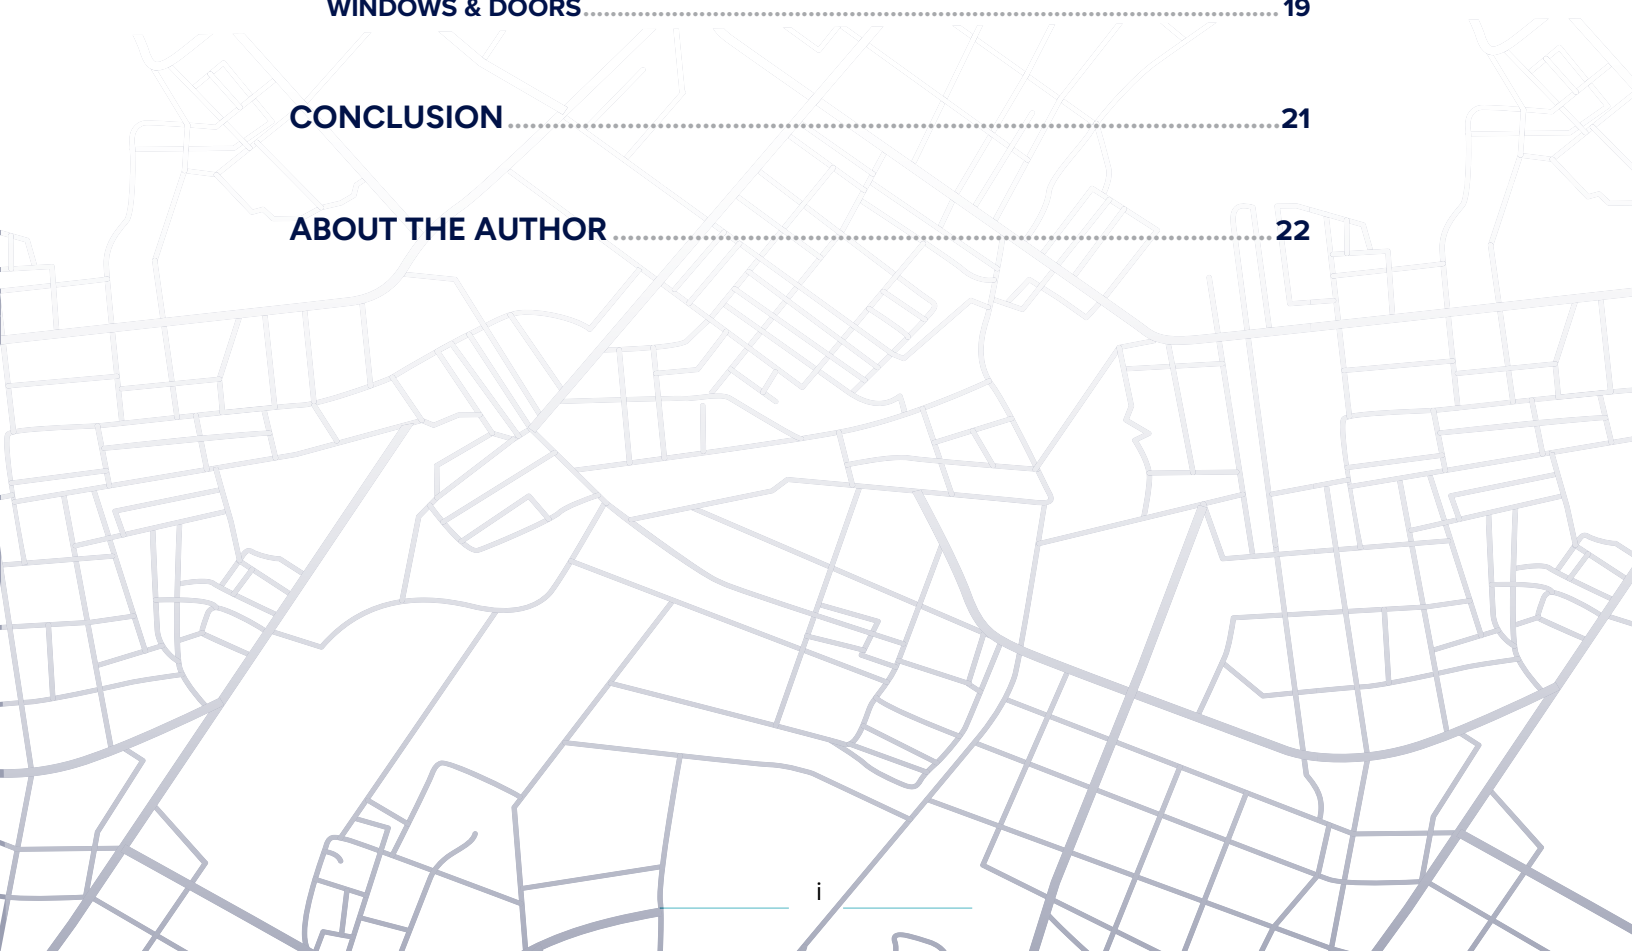 WINDOWS & DOORS 19
CONCLUSION 21
ABOUT THE AUTHOR 22
i